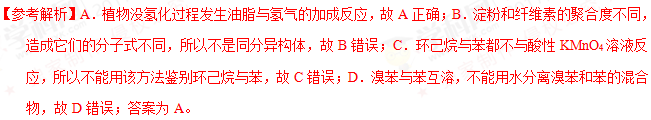 【参考解析】A．植物没氢化过程发生油脂与氢气的加成反应，故 A 正确；B．淀粉和纤维素的聚合度不同，
造成它们的分子式不同，所以不是同分异构体，故 B 错误；C．环己烷与苯都不与酸性 KMnO₄ 溶液反
应，所以不能用该方法鉴别环己烷与苯，故 C 错误；D．溴苯与苯互溶，不能用水分离溴苯和苯的混合
物，故 D 错误；答案为 A。